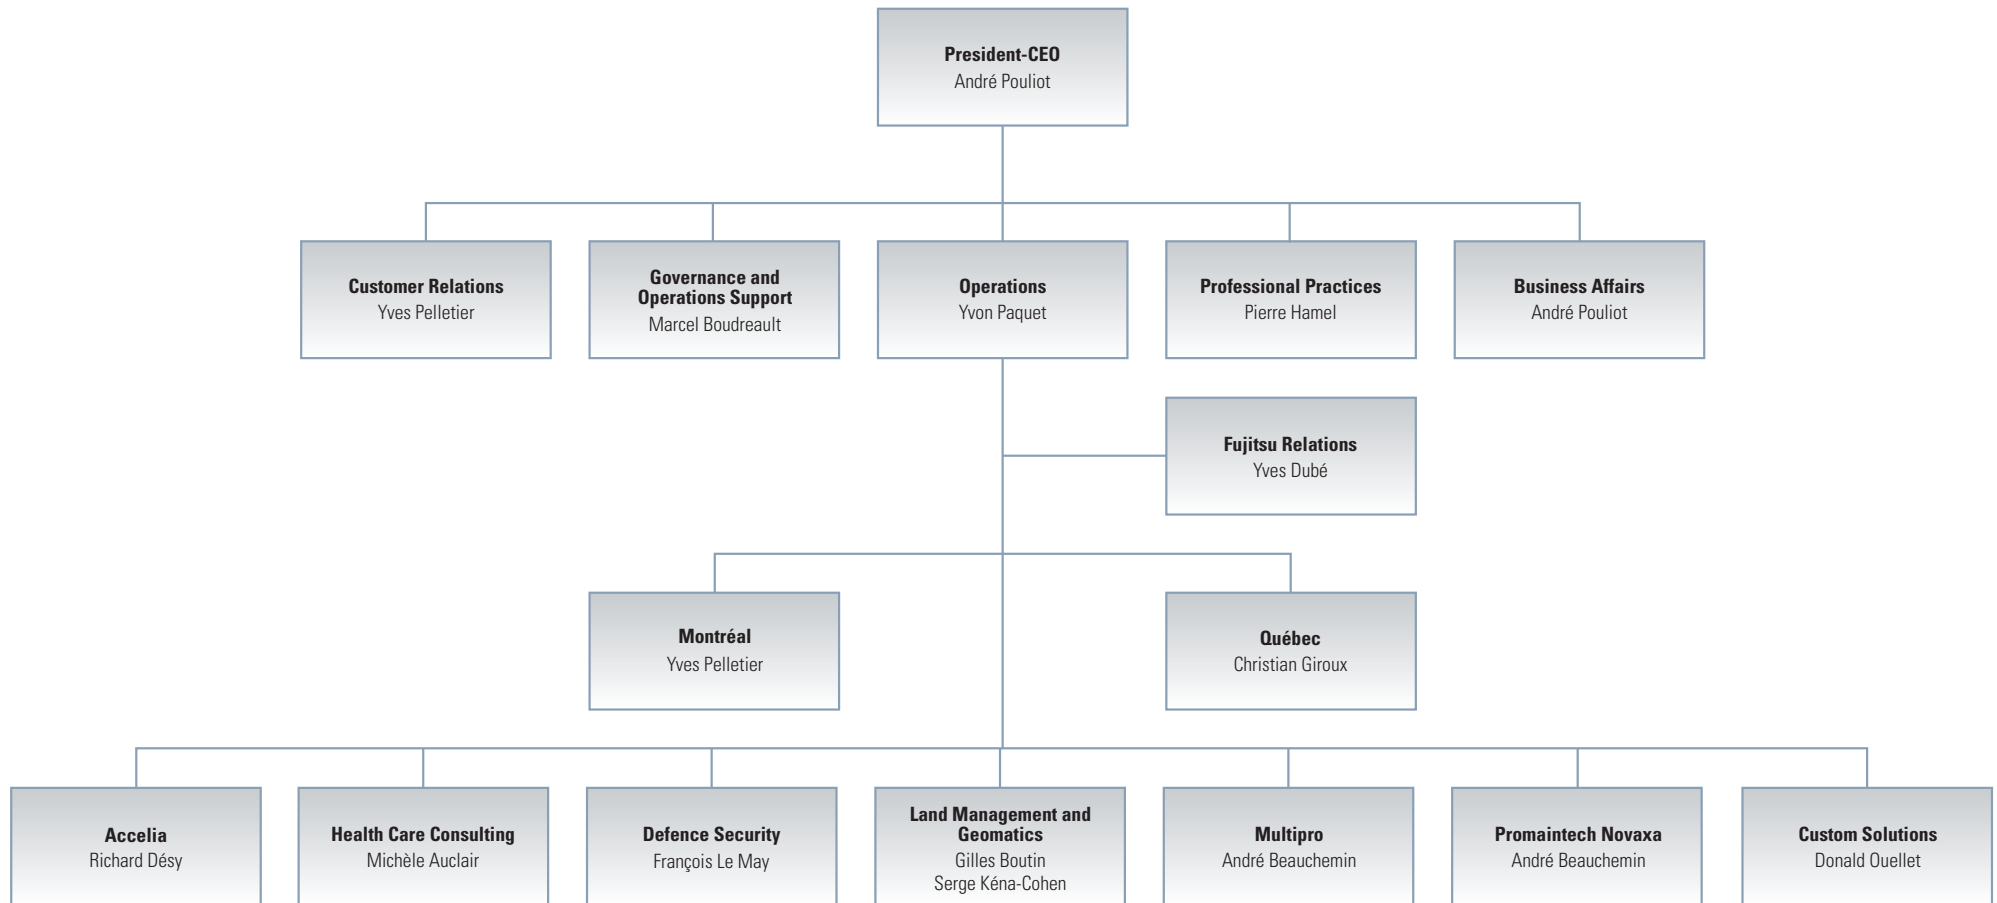 President-CEO
André Pouliot
Customer Relations
Yves Pelletier
Governance and
Operations Support
Marcel Boudreault
Operations
Yvon Paquet
Professional Practices
Pierre Hamel
Business Affairs
André Pouliot
Fujitsu Relations
Yves Dubé
Montréal
Yves Pelletier
Québec
Christian Giroux
Accelia
Richard Désy
Health Care Consulting
Michèle Auclair
Defence Security
François Le May
Land Management and
Geomatics
Gilles Boutin
Serge Kéna-Cohen
Multipro
André Beauchemin
Promaintech Novaxa
André Beauchemin
Custom Solutions
Donald Ouellet